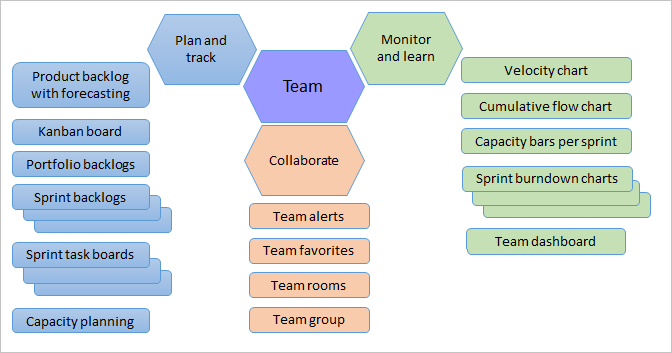 Plan and
track
Monitor
and learn
Team
Collaborate
Product backlog
with forecasting
Kanban board
Portfolio backlogs
Sprint backlogs
Sprint task boards
Capacity planning
Team alerts
Team favorites
Team rooms
Team group
Velocity chart
Cumulative flow chart
Capacity bars per sprint
Sprint burndown charts
Team dashboard